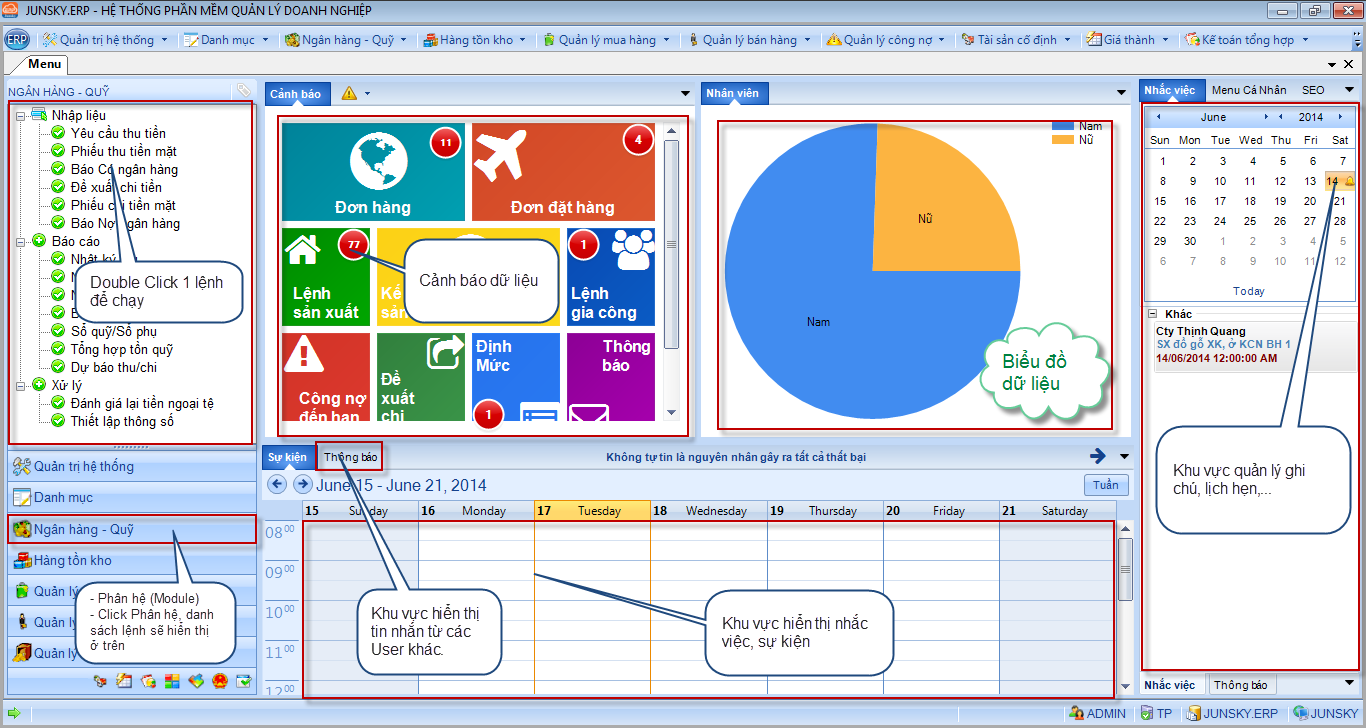 JUNSKY.ERP - HỆ THỐNG PHẦN MỀM QUẢN LÝ DOANH NGHIỆP
ERP Quản trị hệ thống Danh mục Ngân hàng - Quỹ Hàng tồn kho Quản lý mua hàng Quản lý bán hàng Quản lý công nợ Tài sản cố định Giá thành Kế toán tổng hợp
Menu
NGÂN HÀNG - QUỸ
Nhập liệu
Yêu cầu thu tiền
Phiếu thu tiền mặt
Báo Có ngân hàng
Đề xuất chi tiền
Phiếu chi tiền mặt
Báo Nợ ngân hàng
Báo cáo
Nhật ký
Sổ quỹ/Sổ phụ
Tổng hợp tồn quỹ
Dự báo thu/chi
Xử lý
Đánh giá lại tiền ngoại tệ
Thiết lập thông số
Double Click 1 lệnh
để chạy
Quản trị hệ thống
Danh mục
Ngân hàng - Quỹ
Hàng tồn kho
Quản lý
Quản lý
Quản lý
- Phân hệ (Module)
- Click Phân hệ, danh
sách lệnh sẽ hiển thị
ở trên
Cảnh báo
11
Đơn hàng
4
Đơn đặt hàng
77
Lệnh
sản xuất
Cảnh báo dữ liệu
1
Lệnh
gia công
Công nợ
đến hạn
Đề
xuất
chi
Định
Mức
1
Thông
báo
Nhân viên
Nam
Nữ
Nữ
Nam
Biểu đồ
dữ liệu
Sự kiện Thông báo Không tự tin là nguyên nhân gây ra tất cả thất bại
June 15 - June 21, 2014 Tuần
15 Sunday 16 Monday 17 Tuesday 18 Wednesday 19 Thursday 20 Friday 21 Saturday
08 00
09 00
10 00
11 00
12 00
Khu vực hiển thị
tin nhắn từ các
User khác.
Khu vực hiển thị nhắc
việc, sự kiện
Nhắc việc Menu Cá Nhân SEO
June 2014
Sun Mon Tue Wed Thu Fri Sat
1 2 3 4 5 6 7
8 9 10 11 12 13 14
15 16 17 18 19 20 21
22 23 24 25 26 27 28
29 30 1 2 3 4 5
6 7 8 9 10 11 12
Today
Khác
Cty Thịnh Quang
SX đồ gỗ XK, ở KCN BH 1
14/06/2014 12:00:00 AM
Khu vực quản lý ghi
chú, lịch hẹn,...
Nhắc việc Thông báo
ADMIN TP JUNSKY.ERP JUNSKY